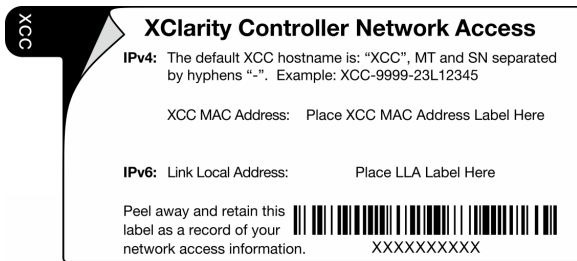 XCC
XClarity Controller Network Access
IPv4: The default XCC hostname is: “XCC”, MT and SN separated
by hyphens “-”. Example: XCC-9999-23L12345
XCC MAC Address: Place XCC MAC Address Label Here
IPv6: Link Local Address: Place LLA Label Here
Peel away and retain this
label as a record of your
network access information.
XXXXXXXXXX